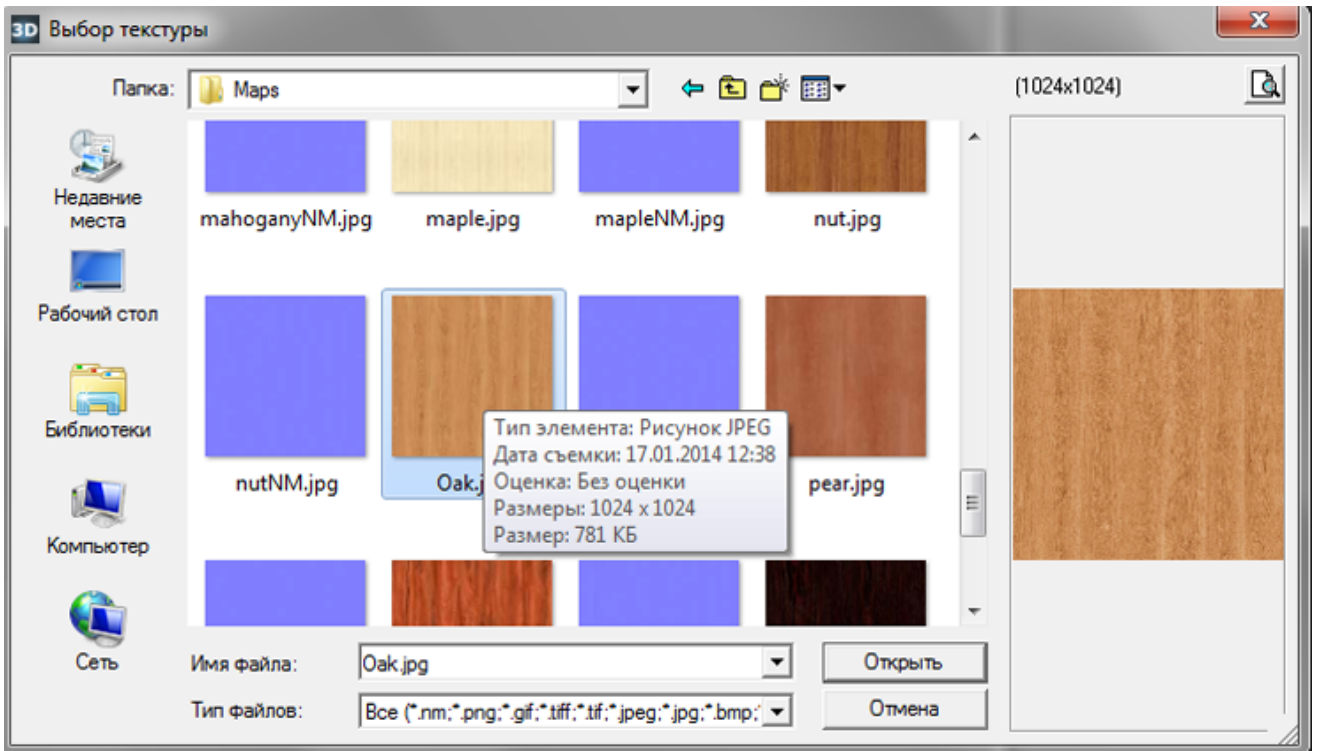 3D Выбор текстуры
Папка: Maps
(1024x1024)
Недавние
места
Рабочий стол
Библиотеки
Компьютер
Сеть
mahoganyNM.jpg maple.jpg mapleNM.jpg nut.jpg
nutNM.jpg Oak.j pear.jpg
Тип элемента: Рисунок JPEG
Дата съемки: 17.01.2014 12:38
Оценка: Без оценки
Размеры: 1024 x 1024
Размер: 781 КБ
Имя файла: Oak.jpg Открыть
Тип файлов: Все (*.nm;*.png;*.gif;*.tiff;*.tif;*.jpeg;*.jpg;*.bmp; Отмена